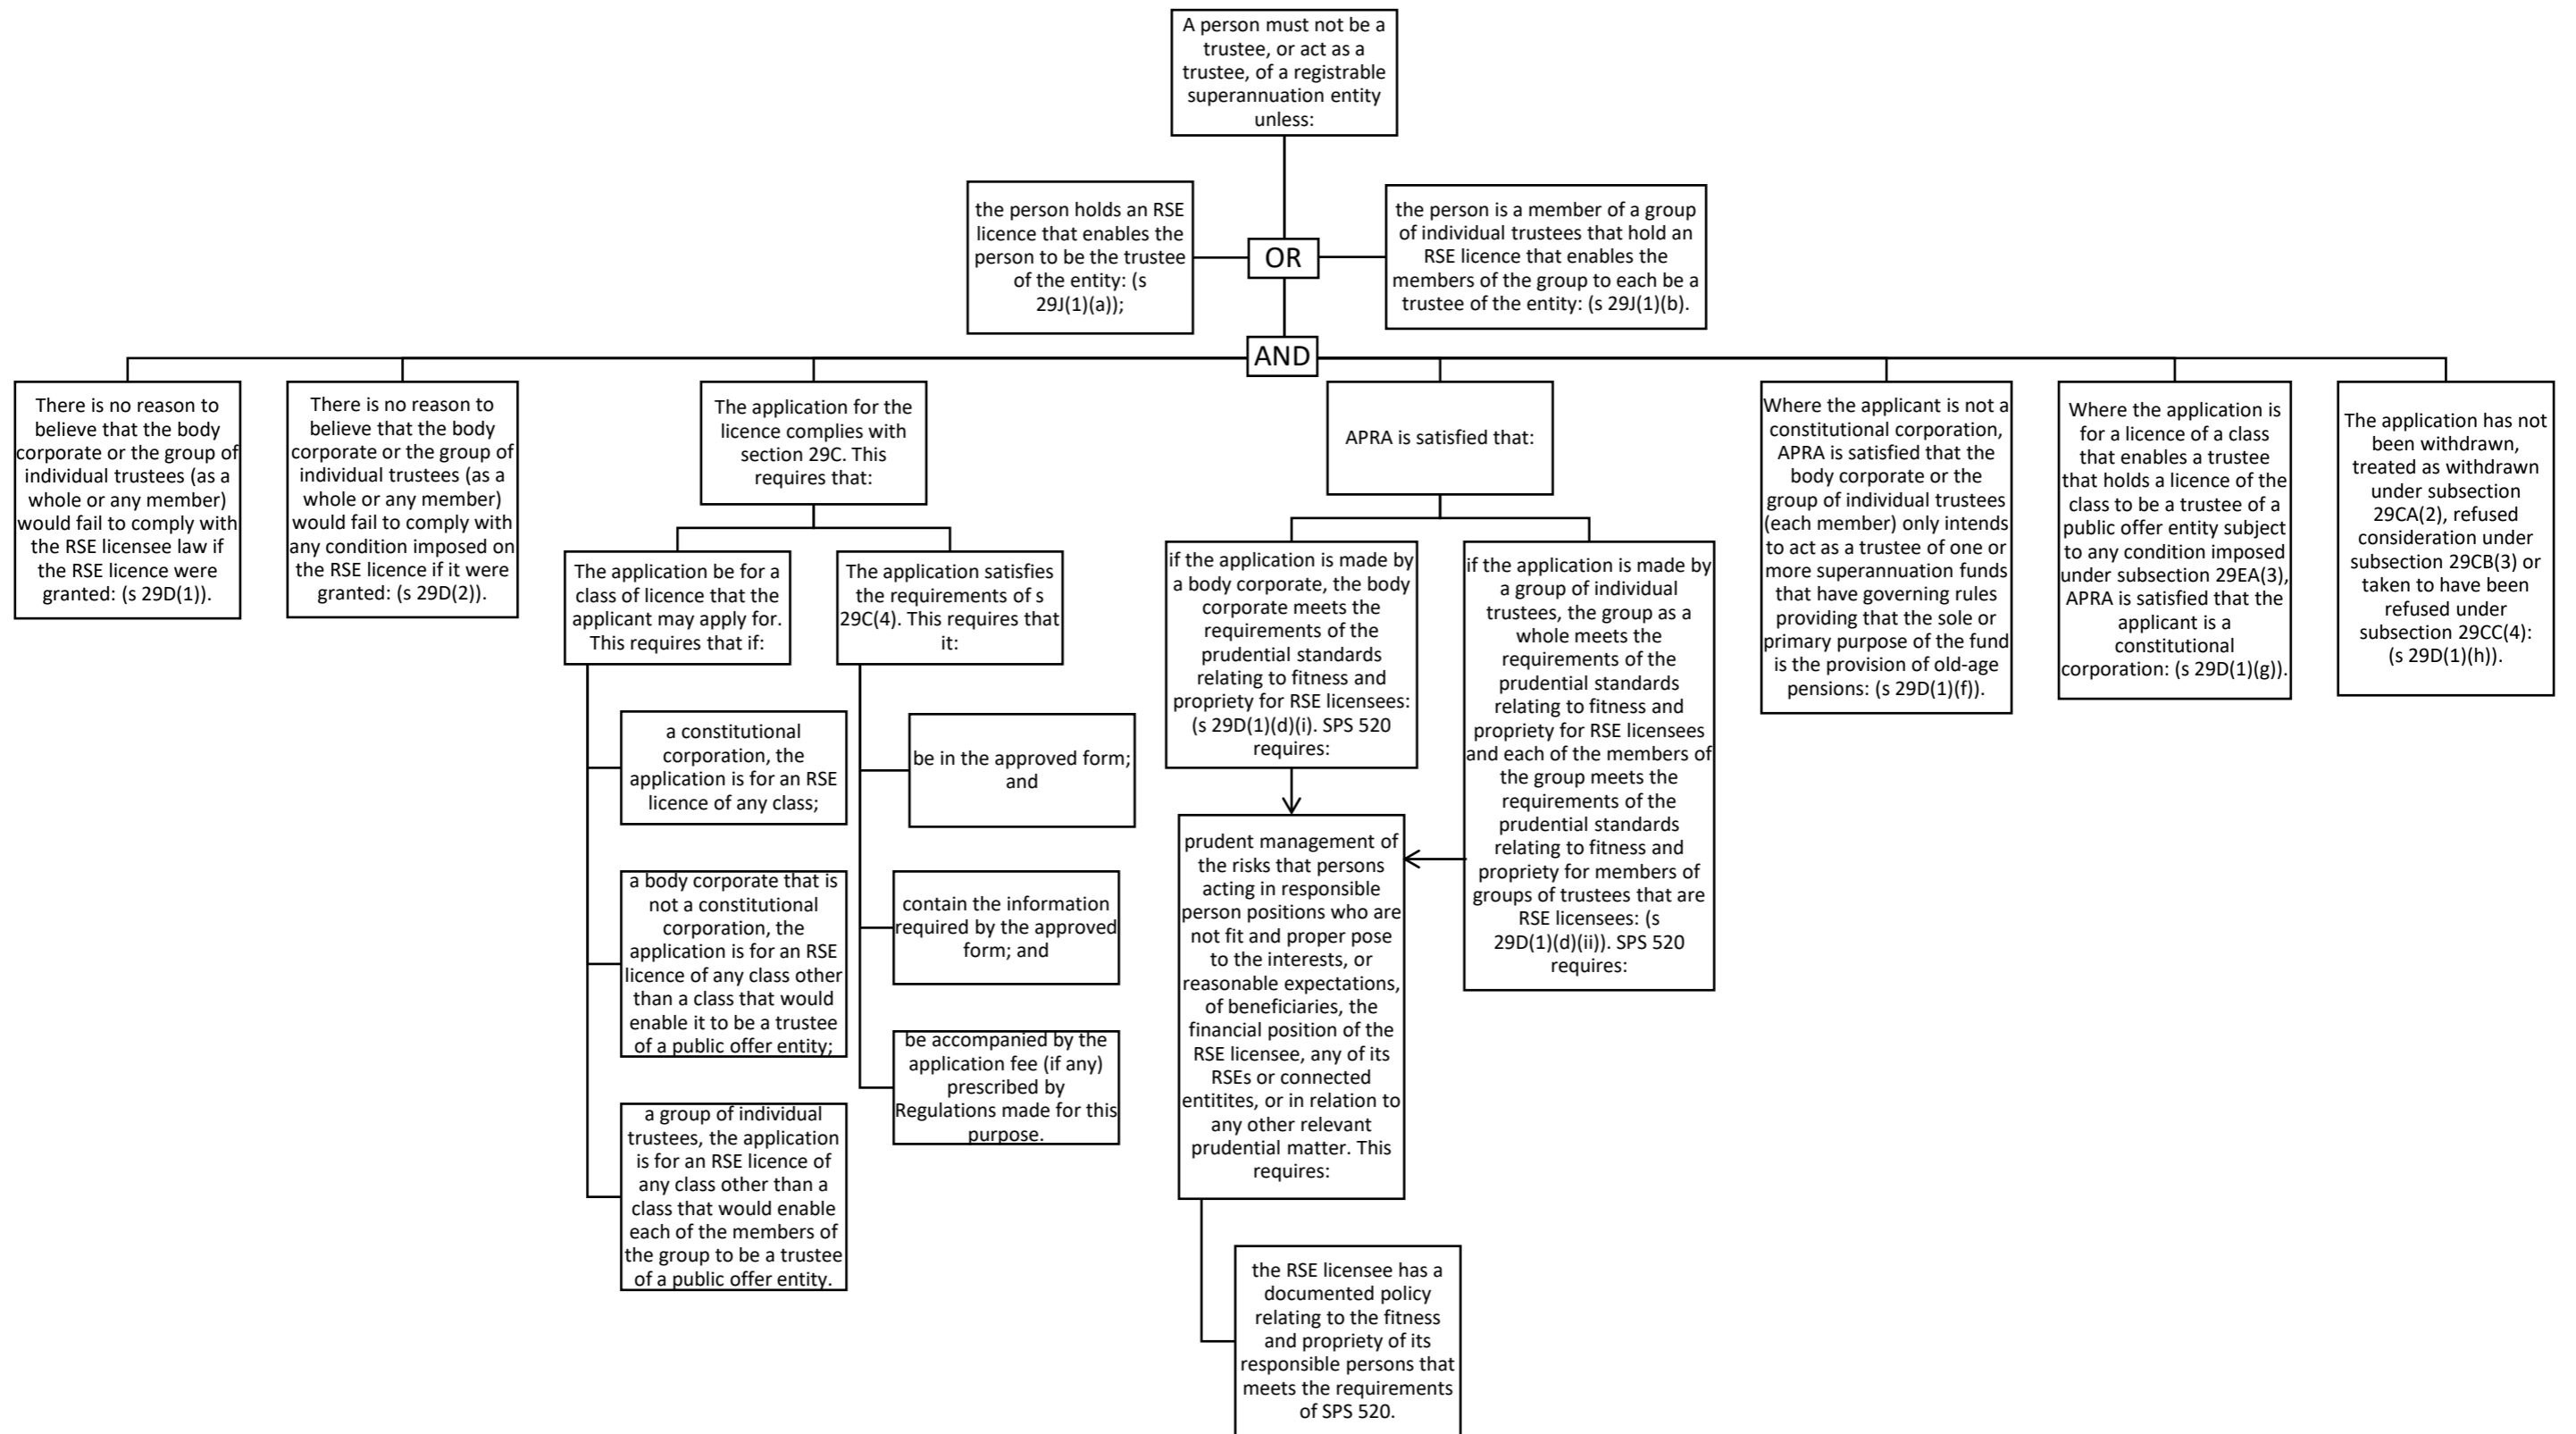 A person must not be a
trustee, or act as a
trustee, of a registrable
superannuation entity
unless:
the person holds an RSE
licence that enables the
person to be the trustee
of the entity: (s
29J(1)(a));
OR
the person is a member of a group
of individual trustees that hold an
RSE licence that enables the
members of the group to each be a
trustee of the entity: (s 29J(1)(b).
AND
There is no reason to
believe that the body
corporate or the group of
individual trustees (as a
whole or any member)
would fail to comply with
the RSE licensee law if
the RSE licence were
granted: (s 29D(1)).
There is no reason to
believe that the body
corporate or the group of
individual trustees (as a
whole or any member)
would fail to comply with
any condition imposed on
the RSE licence if it were
granted: (s 29D(2)).
The application for the
licence complies with
section 29C. This
requires that:
The application be for a
class of licence that the
applicant may apply for.
This requires that if:
a constitutional
corporation, the
application is for an RSE
licence of any class;
a body corporate that is
not a constitutional
corporation, the
application is for an RSE
licence of any class other
than a class that would
enable it to be a trustee
of a public offer entity;
a group of individual
trustees, the application
is for an RSE licence of
any class other than a
class that would enable
each of the members of
the group to be a trustee
of a public offer entity.
The application satisfies
the requirements of s
29C(4). This requires that
it:
be in the approved form;
and
contain the information
required by the approved
form; and
be accompanied by the
application fee (if any)
prescribed by
Regulations made for this
purpose.
APRA is satisfied that:
if the application is made by
a body corporate, the body
corporate meets the
requirements of the
prudential standards
relating to fitness and
propriety for RSE licensees:
(s 29D(1)(d)(i). SPS 520
requires:
if the application is made by
a group of individual
trustees, the group as a
whole meets the
requirements of the
prudential standards
relating to fitness and
propriety for RSE licensees
and each of the members of
the group meets the
requirements of the
prudential standards
relating to fitness and
propriety for members of
groups of trustees that are
RSE licensees: (s
29D(1)(d)(ii)). SPS 520
requires:
prudent management of
the risks that persons
acting in responsible
person positions who are
not fit and proper pose
to the interests, or
reasonable expectations,
of beneficiaries, the
financial position of the
RSE licensee, any of its
RSEs or connected
entitites, or in relation to
any other relevant
prudential matter. This
requires:
the RSE licensee has a
documented policy
relating to the fitness
and propriety of its
responsible persons that
meets the requirements
of SPS 520.
Where the applicant is not a
constitutional corporation,
APRA is satisfied that the
body corporate or the
group of individual trustees
(each member) only intends
to act as a trustee of one or
more superannuation funds
that have governing rules
providing that the sole or
primary purpose of the fund
is the provision of old-age
pensions: (s 29D(1)(f)).
Where the application is
for a licence of a class
that enables a trustee
that holds a licence of the
class to be a trustee of a
public offer entity subject
to any condition imposed
under subsection 29EA(3),
APRA is satisfied that the
applicant is a
constitutional
corporation: (s 29D(1)(g)).
The application has not
been withdrawn,
treated as withdrawn
under subsection
29CA(2), refused
consideration under
subsection 29CB(3) or
taken to have been
refused under
subsection 29CC(4):
(s 29D(1)(h)).